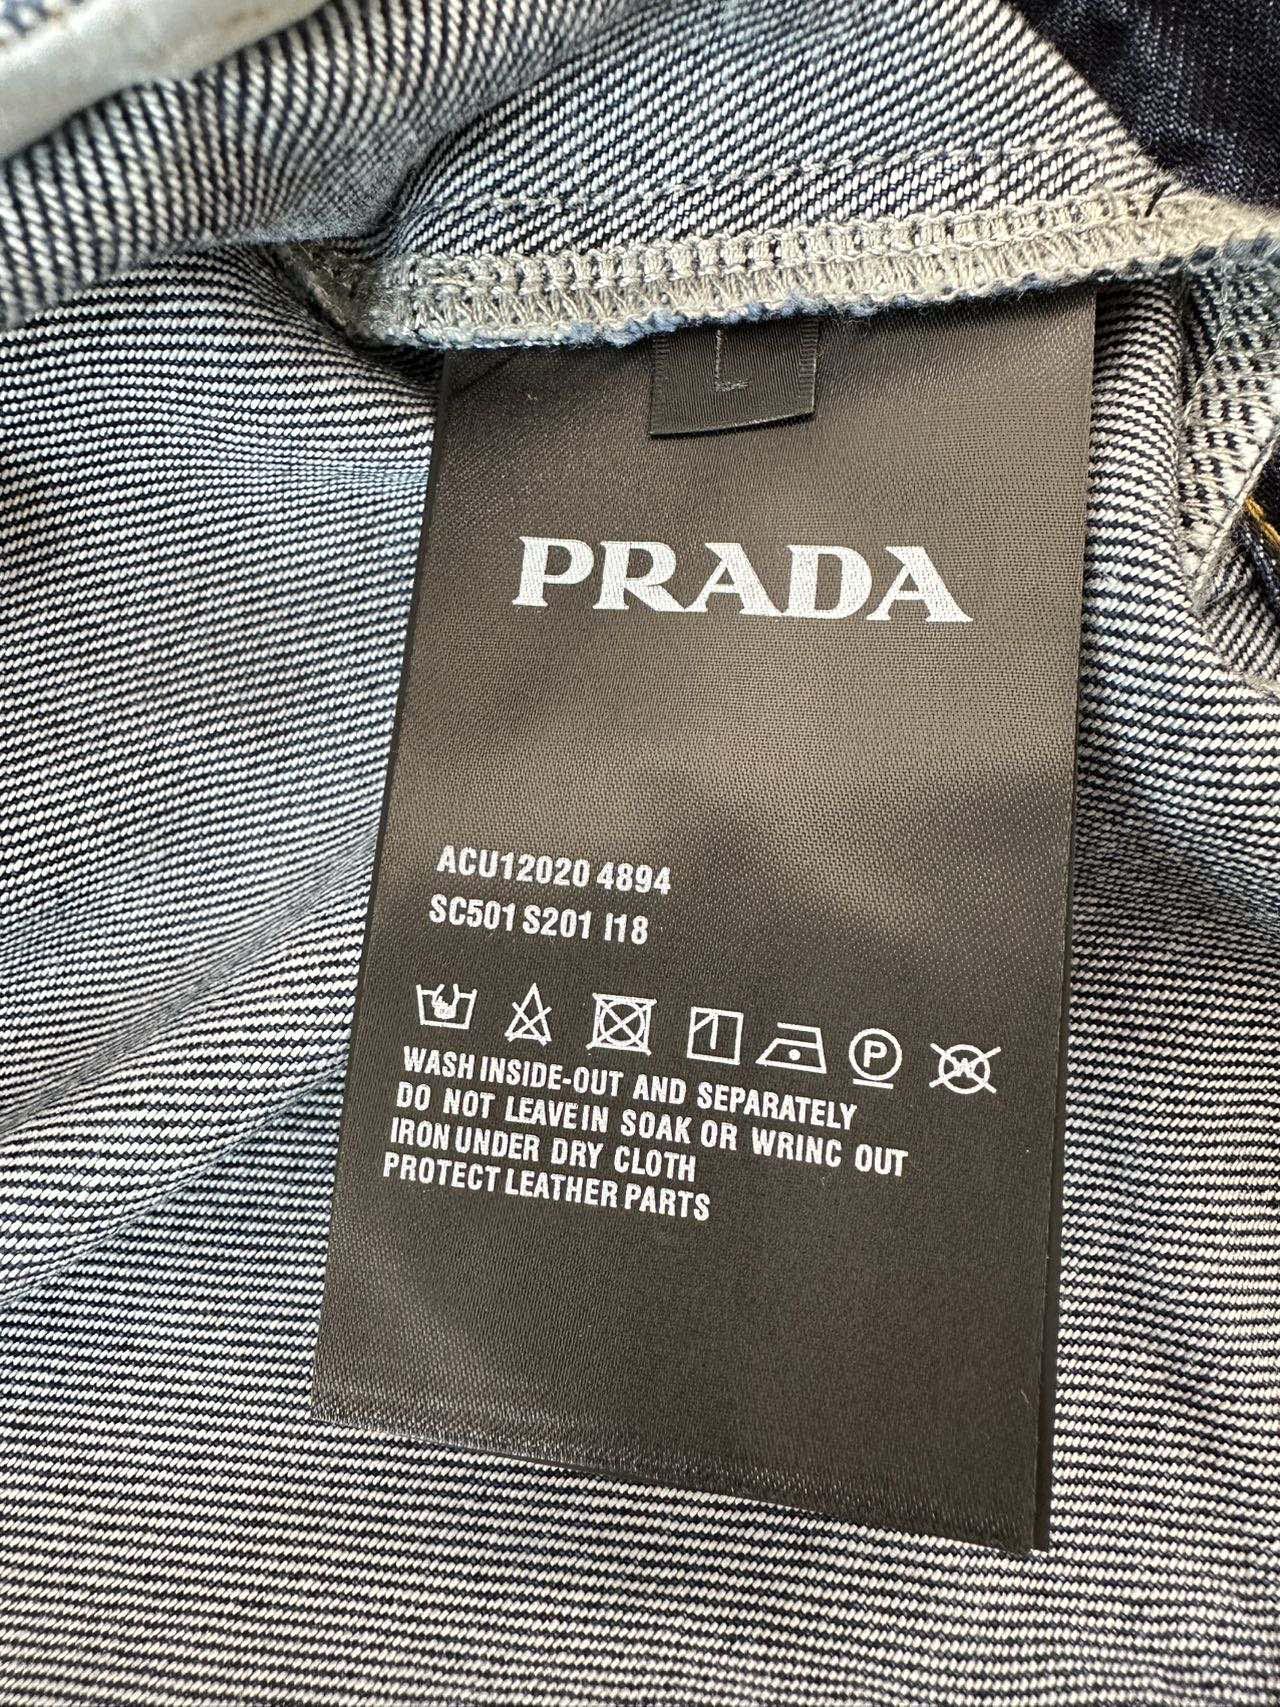 L
PRADA
ACU12020 4894
SC501 S201 I18
P W
WASH INSIDE-OUT AND SEPARATELY
DO NOT LEAVE IN SOAK OR WRINC OUT
IRON UNDER DRY CLOTH
PROTECT LEATHER PARTS